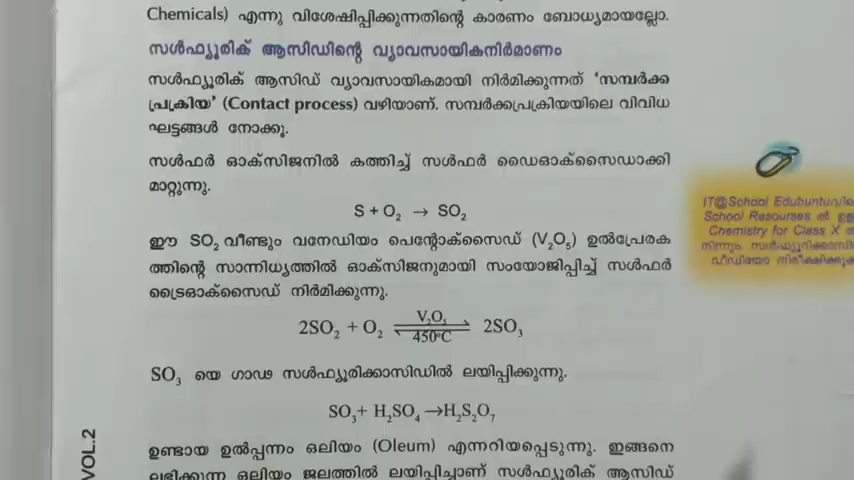 Chemicals) എന്നു വിശേഷിപ്പിക്കുന്നതിന്റെ കാരണം ബോധ്യമായല്ലോ.
സൾഫ്യൂരിക് ആസിഡിന്റെ വ്യാവസായികനിർമാണം
സൾഫ്യൂരിക് ആസിഡ് വ്യാവസായികമായി നിർമിക്കുന്നത് ‘സമ്പർക്ക
പ്രക്രിയ’ (Contact process) വഴിയാണ്. സമ്പർക്കപ്രക്രിയയിലെ വിവിധ
ഘട്ടങ്ങൾ നോക്കൂ.
സൾഫർ ഓക്സിജനിൽ കത്തിച്ച് സൾഫർ ഡൈഓക്സൈഡാക്കി
മാറ്റുന്നു.
S + O₂ → SO₂
ഈ SO₂ വീണ്ടും വനേഡിയം പെന്റോക്സൈഡ് (V₂O₅) ഉൽപ്രേരക
ത്തിന്റെ സാന്നിധ്യത്തിൽ ഓക്സിജനുമായി സംയോജിപ്പിച്ച് സൾഫർ
ട്രൈഓക്സൈഡ് നിർമിക്കുന്നു.
V₂O₅
2SO₂ + O₂ ⇌ 2SO₃
450°C
SO₃ യെ ഗാഢ സൾഫ്യൂരിക്കാസിഡിൽ ലയിപ്പിക്കുന്നു.
SO₃+ H₂SO₄→H₂S₂O₇
ഉണ്ടായ ഉൽപ്പന്നം ഒലിയം (Oleum) എന്നറിയപ്പെടുന്നു. ഇങ്ങനെ
ലഭിക്കുന്ന ഒലിയം ജലത്തിൽ ലയിപ്പിച്ചാണ് സൾഫ്യൂരിക് ആസിഡ്
IT@School Edubuntuവിലെ
School Resourses ൽ ഉള്ള
Chemistry for Class X ൽ
നിന്നും സൾഫ്യൂറിക്കാസി
വീഡിയോ നിരീക്ഷിക്കുക
VOL.2